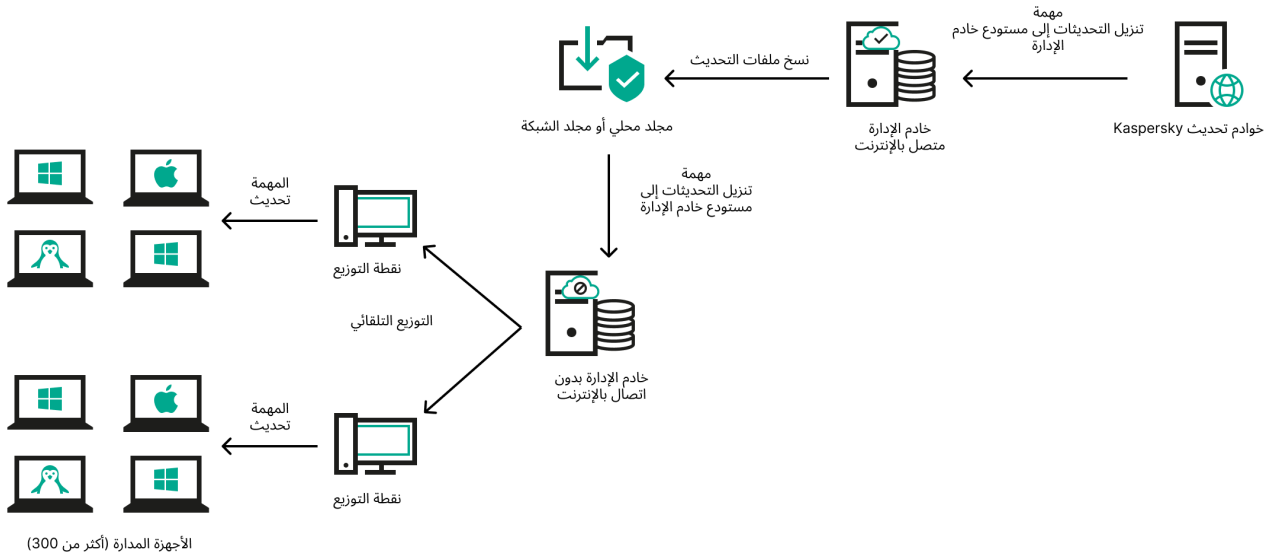 مهمة
تنزيل التحديثات إلى مستودع خادم
الإدارة
نسخ ملفات التحديث
خوادم تحديث Kaspersky
خادم الإدارة
متصل بالإنترنت
مجلد محلي أو مجلد الشبكة
مهمة
تنزيل التحديثات إلى
مستودع خادم الإدارة
المهمة
تحديث
نقطة التوزيع
التوزيع التلقائي
خادم الإدارة بدون
اتصال بالإنترنت
المهمة
تحديث
نقطة التوزيع
الأجهزة المدارة (أكثر من 300)